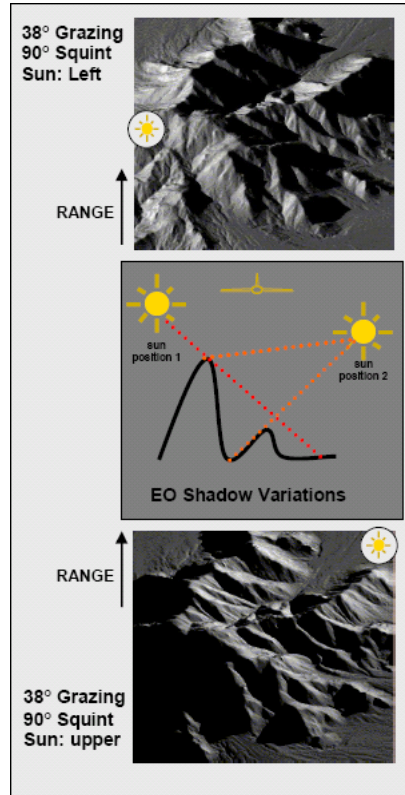 38° Grazing
90° Squint
Sun: Left
RANGE
sun
position 1
sun
position 2
EO Shadow Variations
RANGE
38° Grazing
90° Squint
Sun: upper